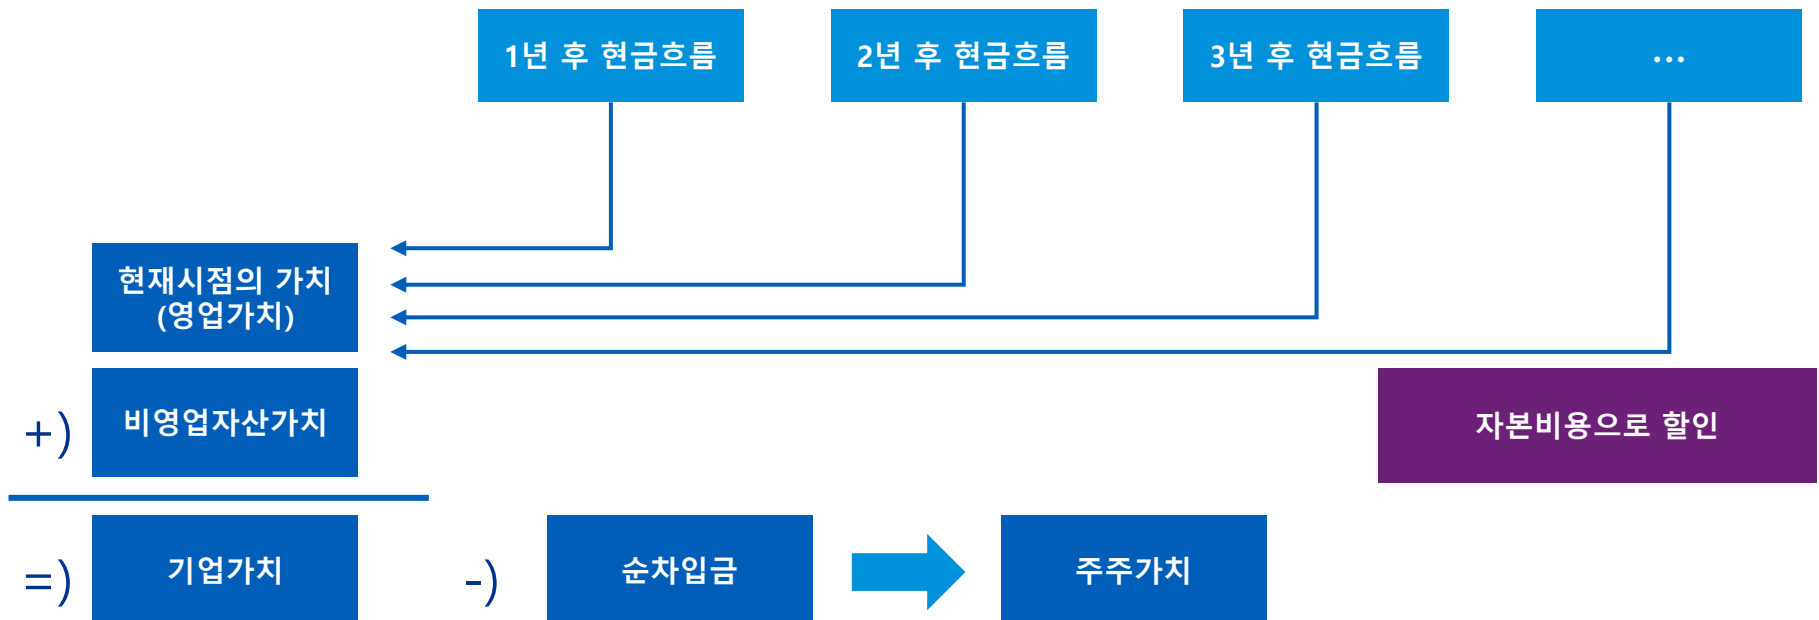 1년 후 현금흐름
2년 후 현금흐름
3년 후 현금흐름
...
현재시점의 가치
(영업가치)
+)
비영업자산가치
자본비용으로 할인
=)
기업가치
-)
순차입금
주주가치